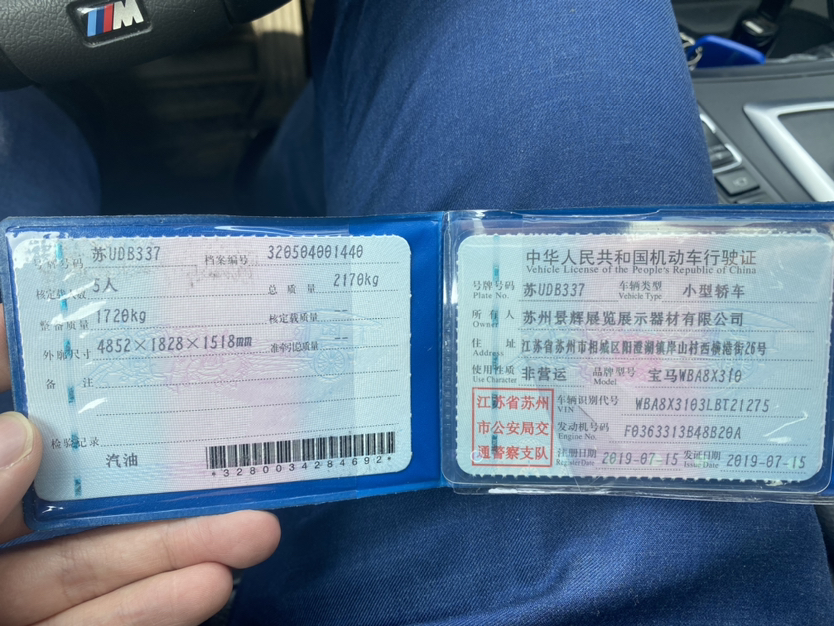 M
号牌号码 苏UDB337 档案编号 320504001440
核定载人数 5人 总质量 2170kg
整备质量 1720kg 核定载质量 --
外廓尺寸 4852×1828×1518mm 准牵引总质量 --
备注
检验记录
汽油
*3280003428469 2*
中华人民共和国机动车行驶证
Vehicle License of the People's Republic of China
号牌号码 苏UDB337 车辆类型 小型轿车
Plate No. Vehicle Type
所有人 苏州景辉展览展示器材有限公司
Owner
住址 江苏省苏州市相城区阳澄湖镇岸山村西横港街26号
Address
使用性质 非营运 品牌型号 宝马WBA8X310
Use Character Model
江苏省苏州
市公安局交
通警察支队
车辆识别代号 WBA8X3103LBT21275
VIN
发动机号码 F0363313B48B20A
Engine No.
注册日期 2019-07-15 发证日期 2019-07-15
Register Date Issue Date